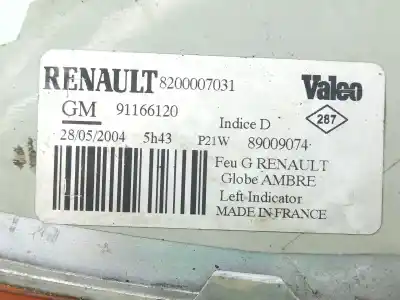 RENAULT 8200007031 Valeo
GM 91166120 287
Indice D
28/05/2004 5h43 P21W 89009074
Feu G RENAULT
Globe AMBRE
Left Indicator
MADE IN FRANCE